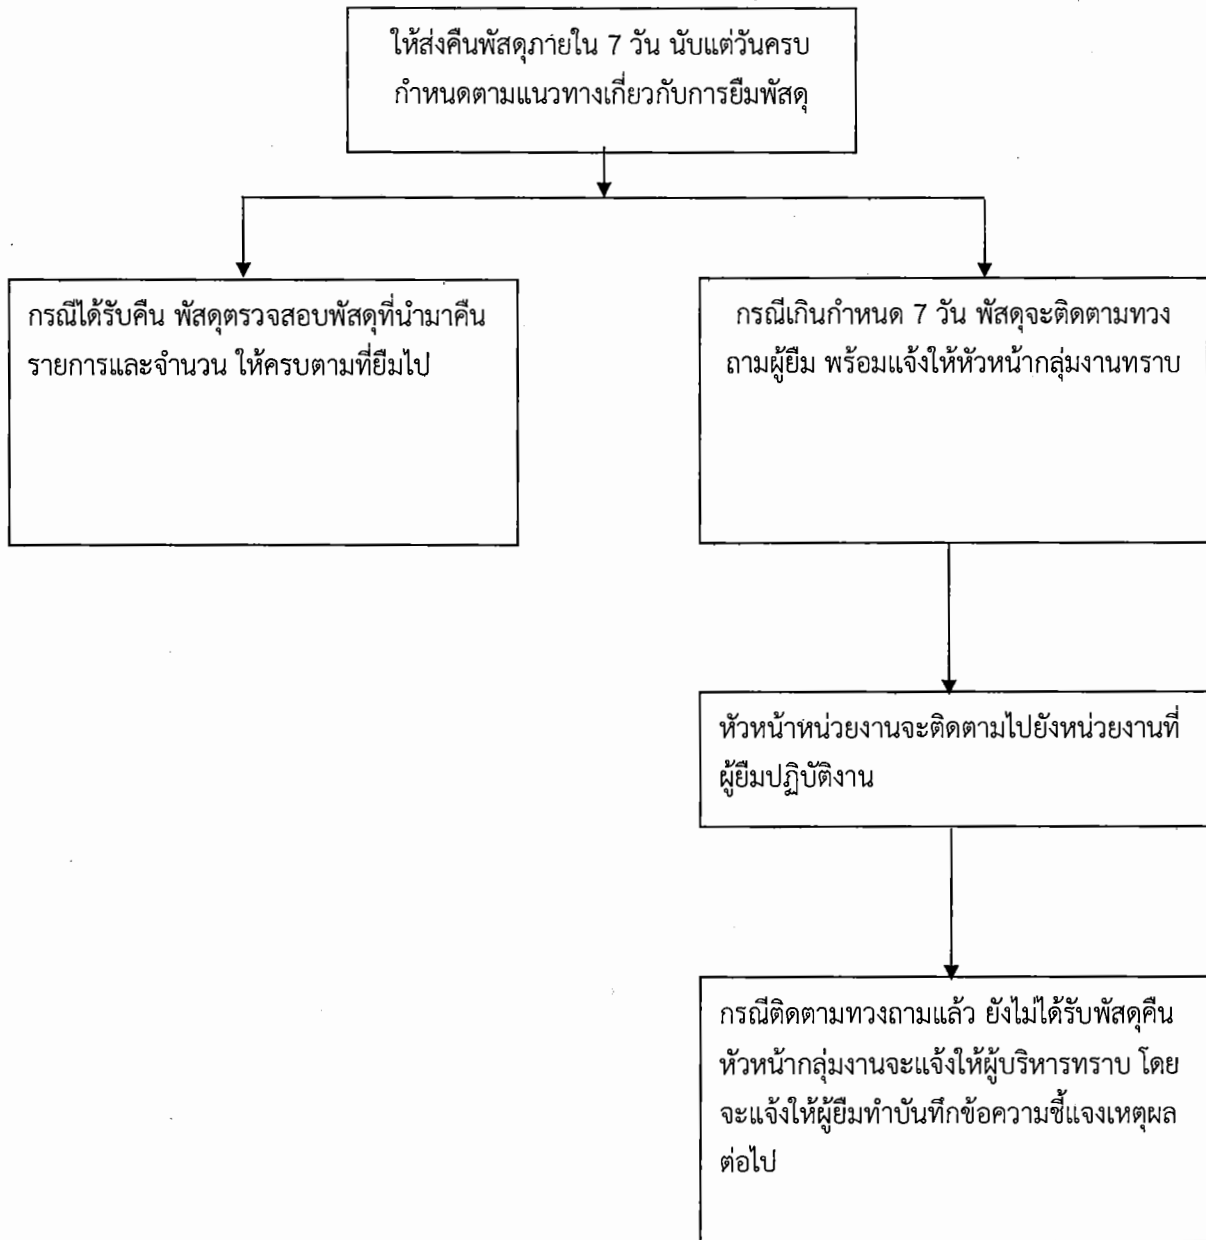 ให้ส่งคืนพัสดุภายใน 7 วัน นับแต่วันครบ
กำหนดตามแนวทางเกี่ยวกับการยืมพัสดุ
กรณีได้รับคืน พัสดุตรวจสอบพัสดุที่นำมาคืน
รายการและจำนวน ให้ครบตามที่ยืมไป
กรณีเกินกำหนด 7 วัน พัสดุจะติดตามทวง
ถามผู้ยืม พร้อมแจ้งให้หัวหน้ากลุ่มงานทราบ
หัวหน้าหน่วยงานจะติดตามไปยังหน่วยงานที่
ผู้ยืมปฏิบัติงาน
กรณีติดตามทวงถามแล้ว ยังไม่ได้รับพัสดุคืน
หัวหน้ากลุ่มงานจะแจ้งให้ผู้บริหารทราบ โดย
จะแจ้งให้ผู้ยืมทำบันทึกข้อความชี้แจงเหตุผล
ต่อไป